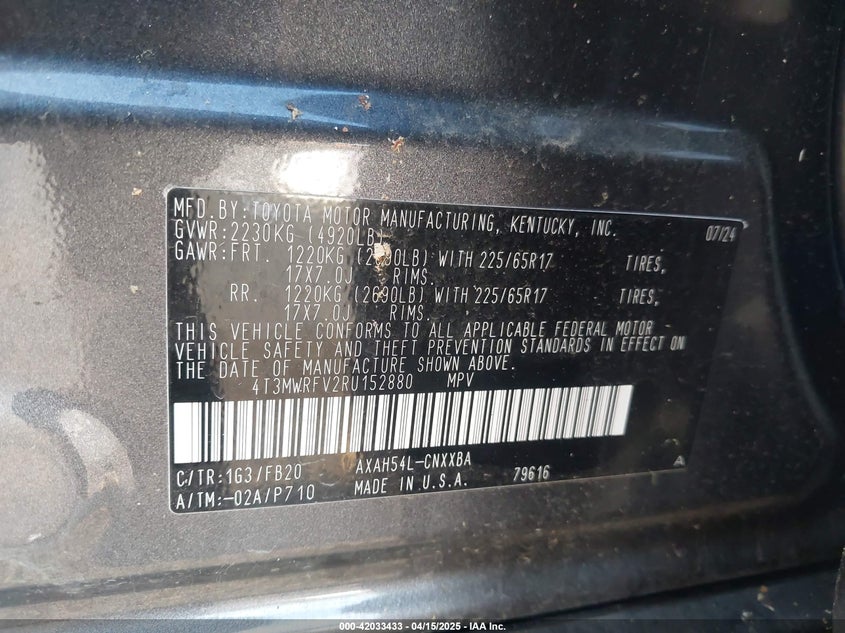 MFD.BY:TOYOTA MOTOR MANUFACTURING, KENTUCKY, INC. 07/24
GVWR:2230KG (4920LB)
GAWR:FRT. 1220KG (2690LB) WITH 225/65R17 TIRES,
17X7.0J RIMS.
RR. 1220KG (2690LB) WITH 225/65R17 TIRES,
17X7.0J RIMS.
THIS VEHICLE CONFORMS TO ALL APPLICABLE FEDERAL MOTOR
VEHICLE SAFETY AND THEFT PREVENTION STANDARDS IN EFFECT ON
THE DATE OF MANUFACTURE SHOWN ABOVE.
4T3MWRFV2RU152880 MPV
C/TR:1G3/FB20 AXAH54L-CNXXBA A
A/TM:-02A/P710 MADE IN U.S.A. 79616
000-42033433 - 04/15/2025 - IAA Inc.